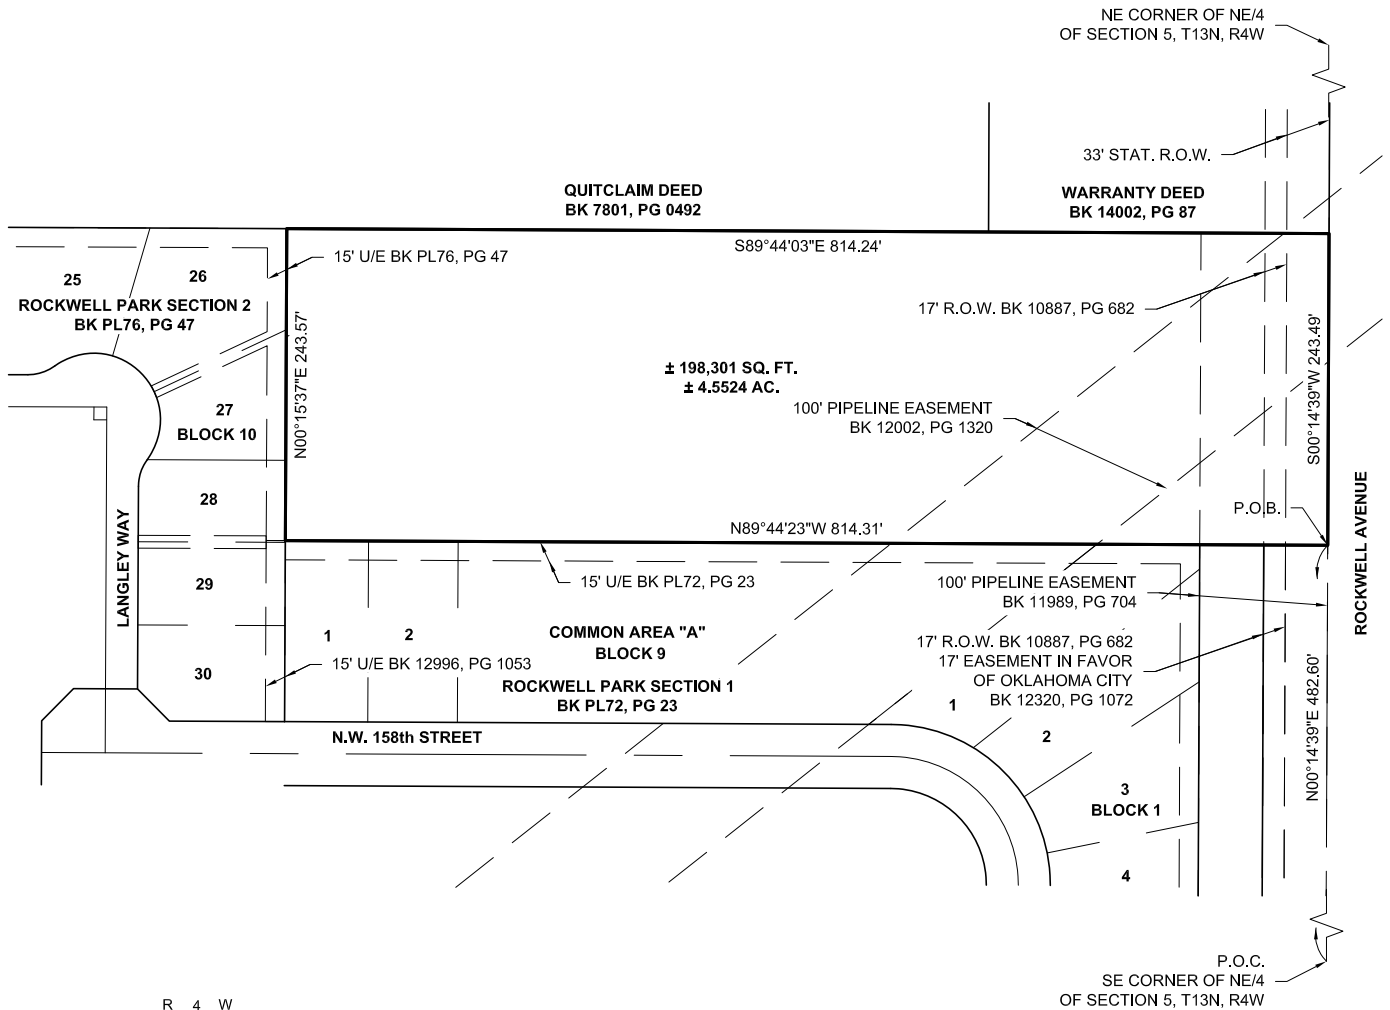 NE CORNER OF NE/4
OF SECTION 5, T13N, R4W
33' STAT. R.O.W.
QUITCLAIM DEED
BK 7801, PG 0492
WARRANTY DEED
BK 14002, PG 87
S89°44'03"E 814.24'
15' U/E BK PL76, PG 47
25
26
ROCKWELL PARK SECTION 2
BK PL76, PG 47
17' R.O.W. BK 10887, PG 682
N00°15'37"E 243.57'
S00°14'39"W 243.49'
± 198,301 SQ. FT.
± 4.5524 AC.
100' PIPELINE EASEMENT
BK 12002, PG 1320
27
BLOCK 10
28
P.O.B.
N89°44'23"W 814.31'
LANGLEY WAY
ROCKWELL AVENUE
29
15' U/E BK PL72, PG 23
100' PIPELINE EASEMENT
BK 11989, PG 704
1
2
COMMON AREA "A"
BLOCK 9
30
15' U/E BK 12996, PG 1053
ROCKWELL PARK SECTION 1
BK PL72, PG 23
17' R.O.W. BK 10887, PG 682
17' EASEMENT IN FAVOR
OF OKLAHOMA CITY
BK 12320, PG 1072
1
2
N.W. 158th STREET
N00°14'39"E 482.60'
3
BLOCK 1
4
P.O.C.
SE CORNER OF NE/4
OF SECTION 5, T13N, R4W
R 4 W